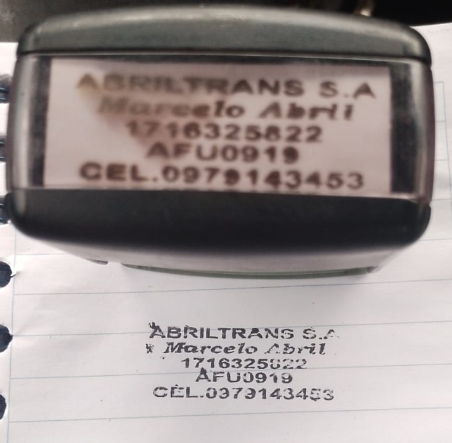 ABRILTRANS S.A
Marcelo Abril
1716325822
AFU0919
CEL.0979143453
ABRILTRANS S.A
Marcelo Abril
1716325822
AFU0919
CEL.0979143453